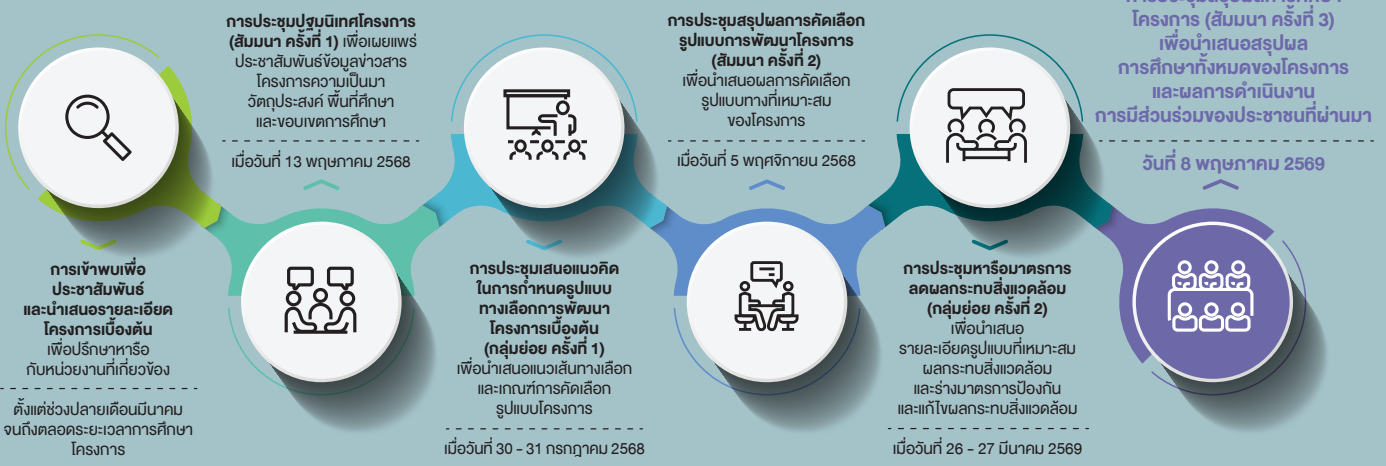 การเข้าพบเพื่อ
ประชาสัมพันธ์
และนำเสนอรายละเอียด
โครงการเบื้องต้น
เพื่อปรึกษาหารือ
กับหน่วยงานที่เกี่ยวข้อง
ตั้งแต่ช่วงปลายเดือนมีนาคม
จนถึงตลอดระยะเวลาการศึกษา
โครงการ
การประชุมปฐมนิเทศโครงการ
(สัมมนา ครั้งที่ 1) เพื่อเผยแพร่
ประชาสัมพันธ์ข้อมูลข่าวสาร
โครงการความเป็นมา
วัตถุประสงค์ พื้นที่ศึกษา
และขอบเขตการศึกษา
เมื่อวันที่ 13 พฤษภาคม 2568
การประชุมเสนอแนวคิด
ในการกำหนดรูปแบบ
ทางเลือกการพัฒนา
โครงการเบื้องต้น
(กลุ่มย่อย ครั้งที่ 1)
เพื่อนำเสนอแนวเส้นทางเลือก
และเกณฑ์การคัดเลือก
รูปแบบโครงการ
เมื่อวันที่ 30 - 31 กรกฎาคม 2568
การประชุมสรุปผลการคัดเลือก
รูปแบบการพัฒนาโครงการ
(สัมมนา ครั้งที่ 2)
เพื่อนำเสนอผลการคัดเลือก
รูปแบบทางที่เหมาะสม
ของโครงการ
เมื่อวันที่ 5 พฤศจิกายน 2568
การประชุมหารือมาตรการ
ลดผลกระทบสิ่งแวดล้อม
(กลุ่มย่อย ครั้งที่ 2)
เพื่อนำเสนอ
รายละเอียดรูปแบบที่เหมาะสม
ผลกระทบสิ่งแวดล้อม
และร่างมาตรการป้องกัน
และแก้ไขผลกระทบสิ่งแวดล้อม
เมื่อวันที่ 26 - 27 มีนาคม 2569
โครงการ (สัมมนา ครั้งที่ 3)
เพื่อนำเสนอสรุปผล
การศึกษาทั้งหมดของโครงการ
และผลการดำเนินงาน
การมีส่วนร่วมของประชาชนที่ผ่านมา
วันที่ 8 พฤษภาคม 2569